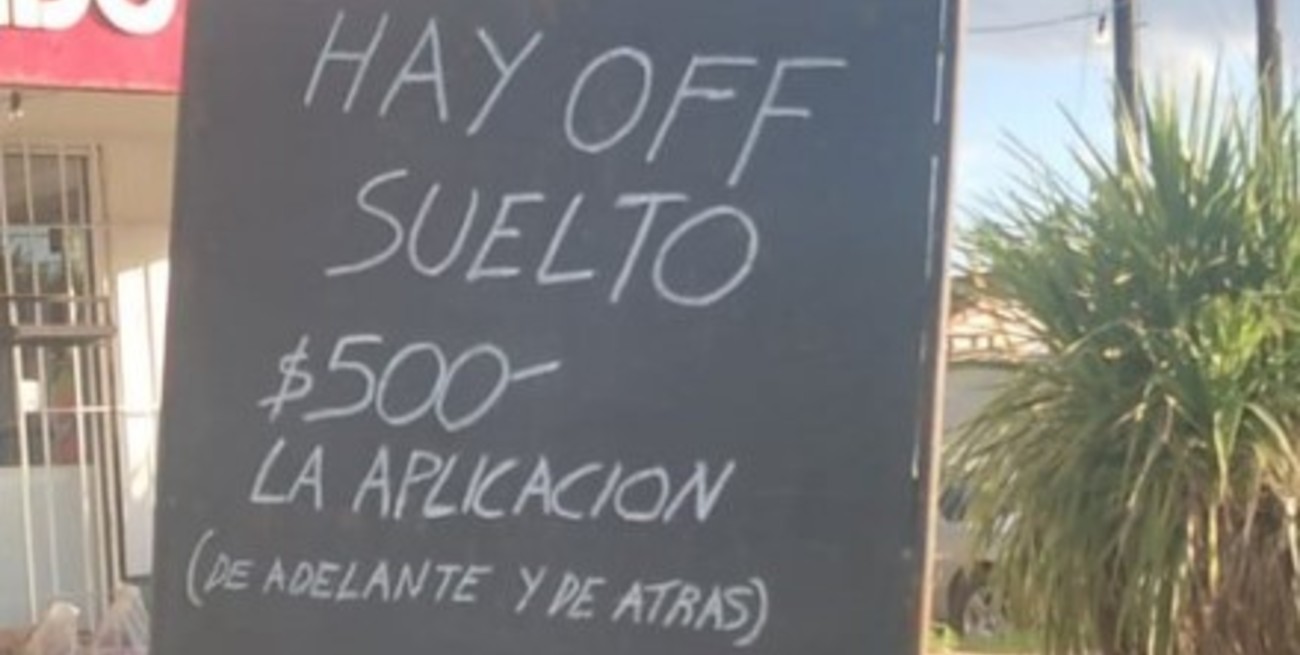 HAY OFF
SUELTO
$500-
LA APLICACION
(DE ADELANTE Y DE ATRAS)